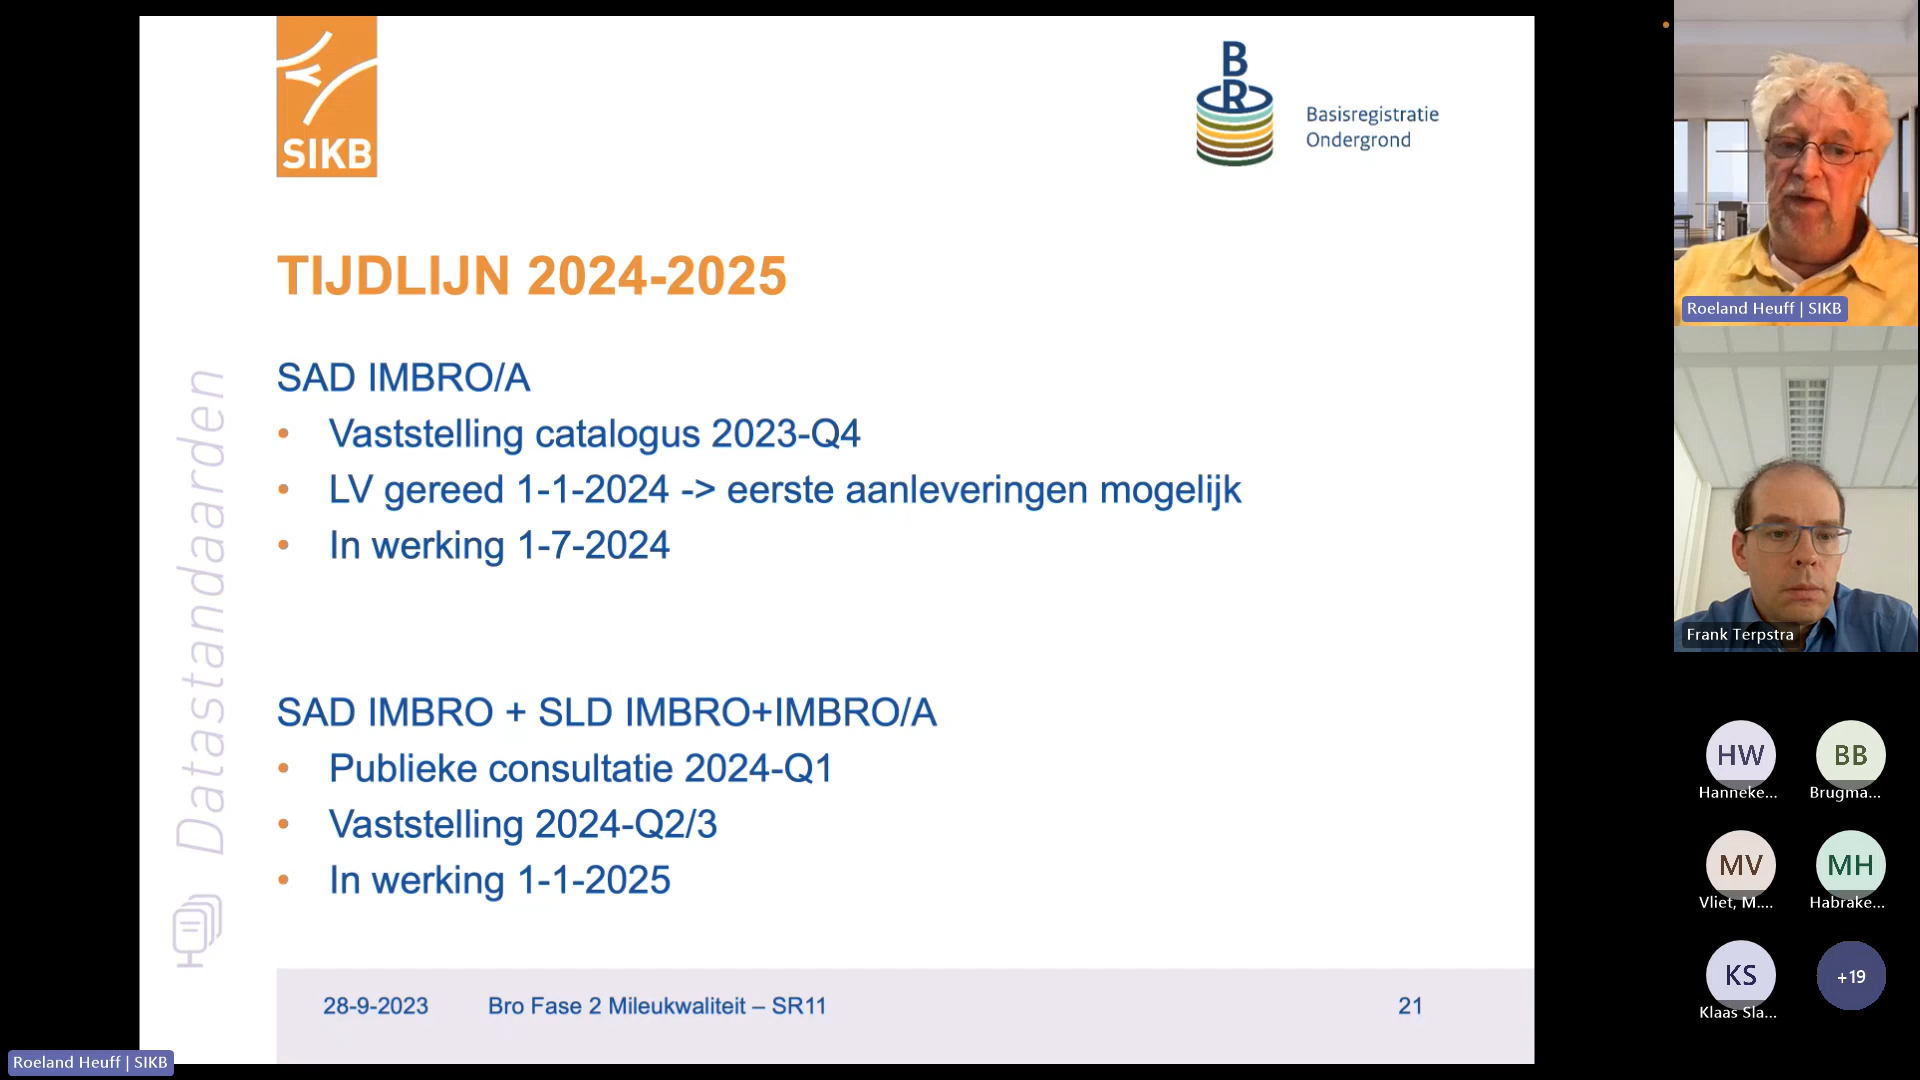 SIKB
B
R
Basisregistratie
Ondergrond
TIJDLIJN 2024-2025
Datastandaarden
SAD IMBRO/A
• Vaststelling catalogus 2023-Q4
• LV gereed 1-1-2024 -> eerste aanleveringen mogelijk
• In werking 1-7-2024
SAD IMBRO + SLD IMBRO+IMBRO/A
• Publieke consultatie 2024-Q1
• Vaststelling 2024-Q2/3
• In werking 1-1-2025
28-9-2023 Bro Fase 2 Mileukwaliteit – SR11 21
Roeland Heuff | SIKB
Roeland Heuff | SIKB
Frank Terpstra
HW BB
Hanneke... Brugma...
MV MH
Vliet, M.... Habrake...
KS +19
Klaas Sla...